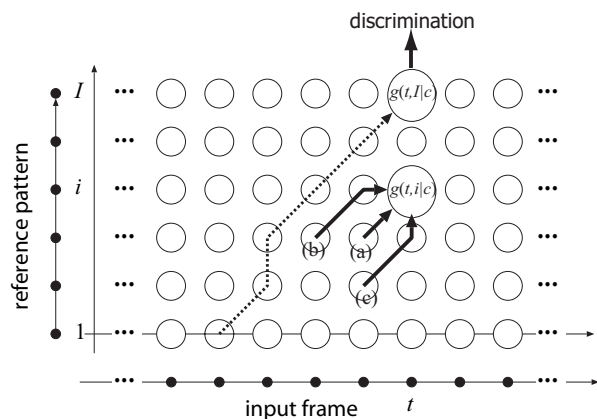 discrimination
I
... g(t,I|c) ...
... ...
i
... g(t,i|c) ...
... (b) (a) ...
... (c) ...
1
... ...
... ...
input frame t
reference pattern